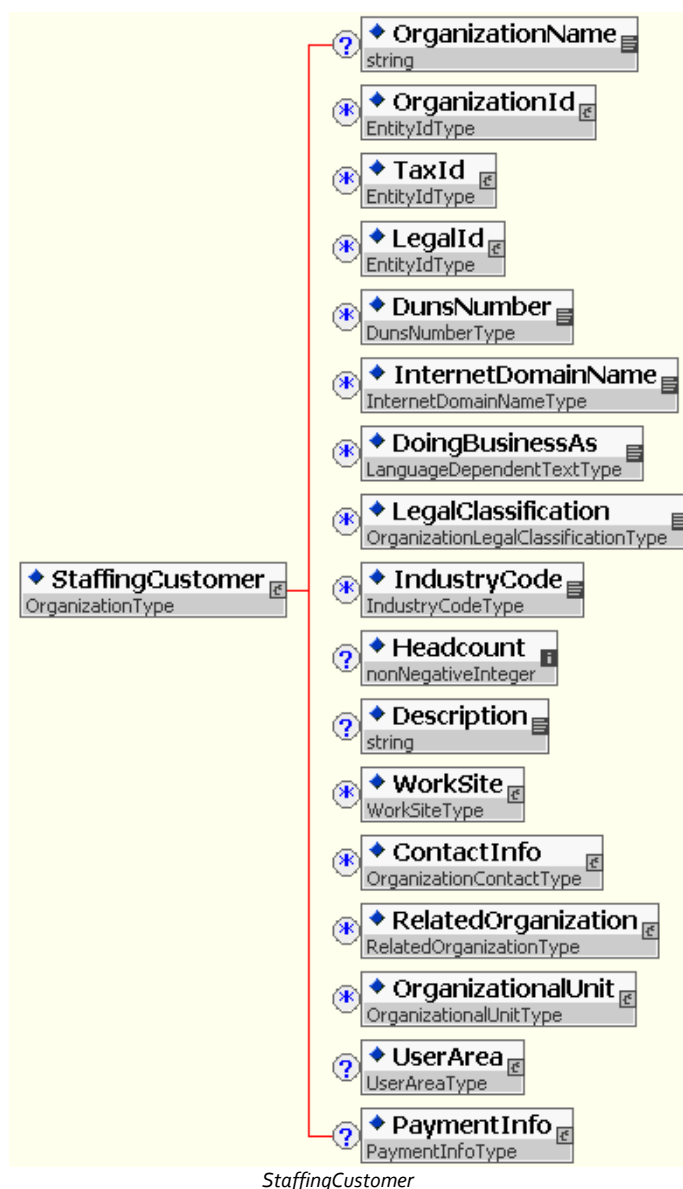 ? OrganizationName
string
* OrganizationId
EntityIdType
* TaxId
EntityIdType
* LegalId
EntityIdType
* DunsNumber
DunsNumberType
* InternetDomainName
InternetDomainNameType
* DoingBusinessAs
LanguageDependentTextType
* LegalClassification
OrganizationLegalClassificationType
StaffingCustomer
OrganizationType
* IndustryCode
IndustryCodeType
? Headcount
nonNegativeInteger
? Description
string
* WorkSite
WorkSiteType
* ContactInfo
OrganizationContactType
* RelatedOrganization
RelatedOrganizationType
* OrganizationalUnit
OrganizationalUnitType
? UserArea
UserAreaType
? PaymentInfo
PaymentInfoType
StaffingCustomer